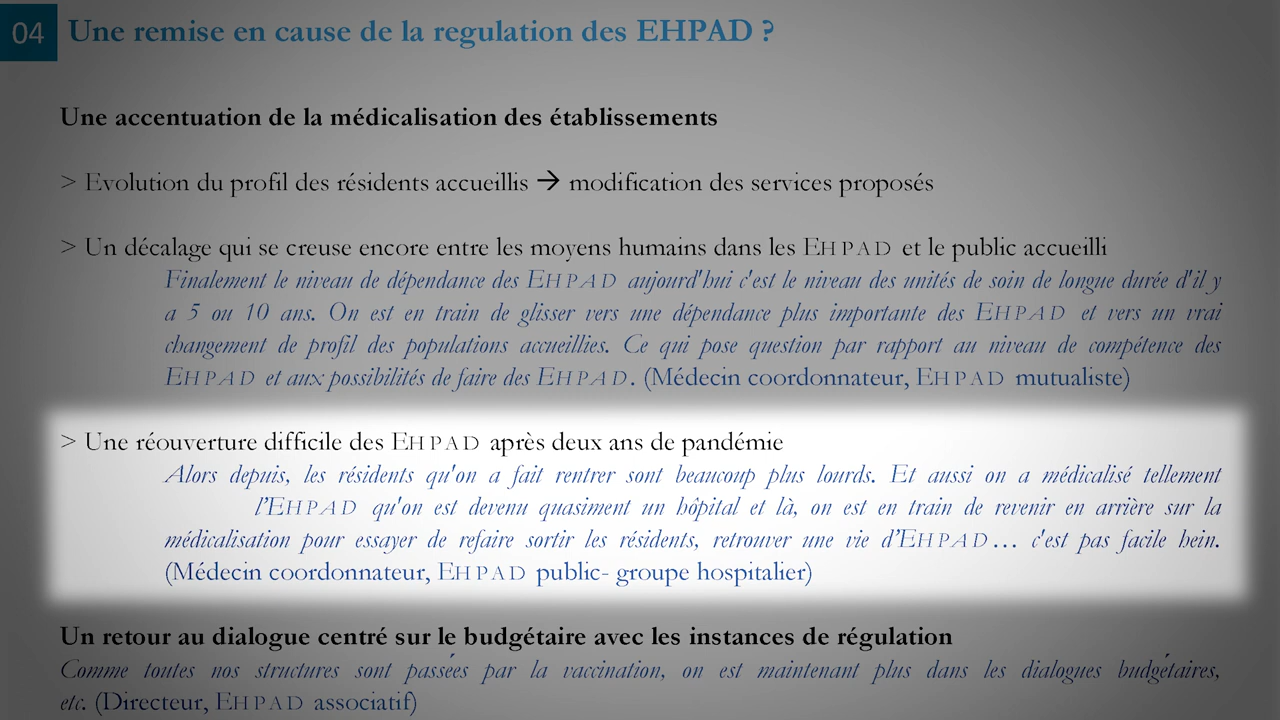 04 Une remise en cause de la regulation des EHPAD ?
Une accentuation de la médicalisation des établissements
> Evolution du profil des résidents accueillis → modification des services proposés
> Un décalage qui se creuse encore entre les moyens humains dans les EHPAD et le public accueilli
Finalement le niveau de dépendance des EHPAD aujourd'hui c'est le niveau des unités de soin de longue durée d'il y
a 5 ou 10 ans. On est en train de glisser vers une dépendance plus importante des EHPAD et vers un vrai
changement de profil des populations accueillies. Ce qui pose question par rapport au niveau de compétence des
EHPAD et aux possibilités de faire des EHPAD. (Médecin coordonnateur, EHPAD mutualiste)
> Une réouverture difficile des EHPAD après deux ans de pandémie
Alors depuis, les résidents qu'on a fait rentrer sont beaucoup plus lourds. Et aussi on a médicalisé tellement
l'EHPAD qu'on est devenu quasiment un hôpital et là, on est en train de revenir en arrière sur la
médicalisation pour essayer de refaire sortir les résidents, retrouver une vie d'EHPAD… c'est pas facile hein.
(Médecin coordonnateur, EHPAD public- groupe hospitalier)
Un retour au dialogue centré sur le budgétaire avec les instances de régulation
Comme toutes nos structures sont passées par la vaccination, on est maintenant plus dans les dialogues budgétaires,
etc. (Directeur, EHPAD associatif)